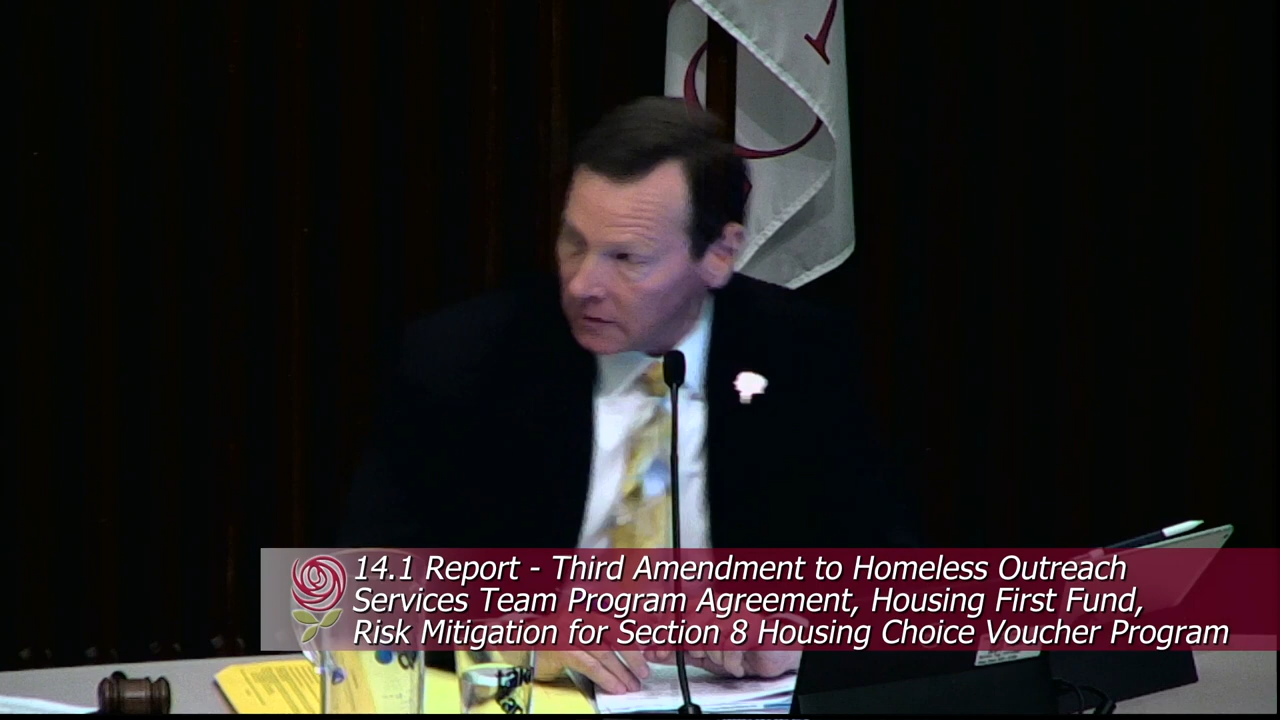 14.1 Report - Third Amendment to Homeless Outreach
Services Team Program Agreement, Housing First Fund,
Risk Mitigation for Section 8 Housing Choice Voucher Program